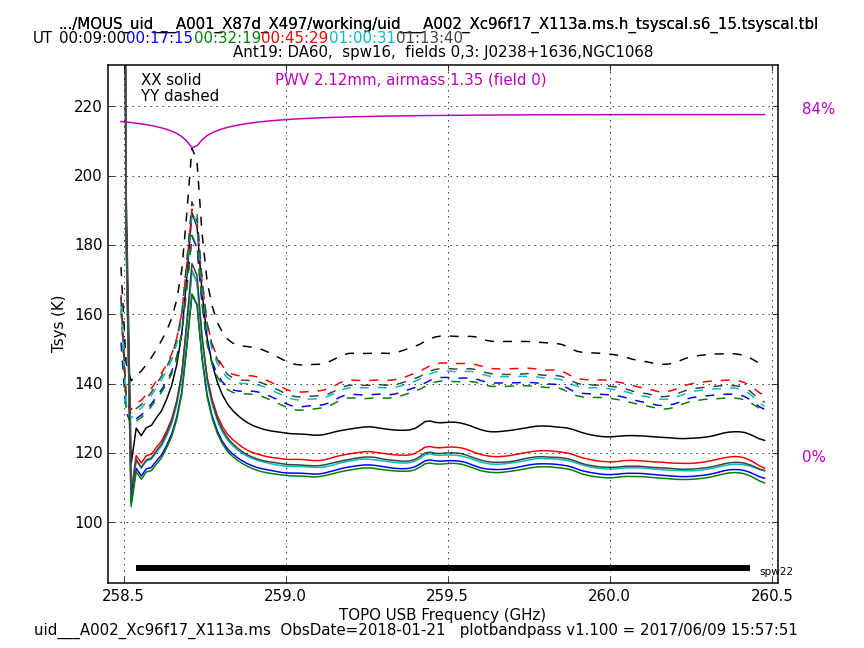 .../MOUS_uid___A001_X87d_X497/working/uid___A002_Xc96f17_X113a.ms.h_tsyscal.s6_15.tsyscal.tbl
UT 00:09:00 00:17:15 00:32:19 00:45:29 01:00:31 01:13:40
Ant19: DA60,  spw16,  fields 0,3: J0238+1636,NGC1068
XX solid
PWV 2.12mm, airmass 1.35 (field 0)
YY dashed
84%
0%
220
200
180
160
140
120
100
Tsys (K)
spw22
258.5 259.0 259.5 260.0 260.5
TOPO USB Frequency (GHz)
uid___A002_Xc96f17_X113a.ms  ObsDate=2018-01-21   plotbandpass v1.100 = 2017/06/09 15:57:51